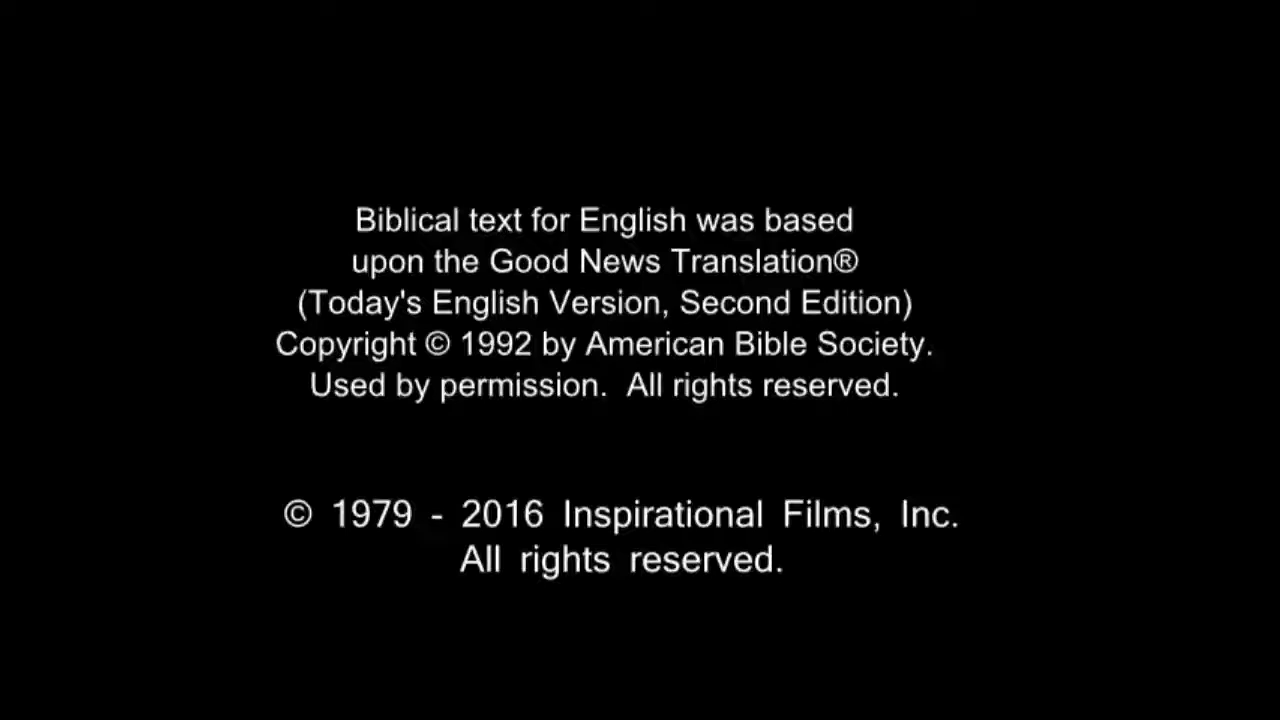 Biblical text for English was based
upon the Good News Translation®
(Today's English Version, Second Edition)
Copyright © 1992 by American Bible Society.
Used by permission.  All rights reserved.
© 1979 - 2016 Inspirational Films, Inc.
All rights reserved.